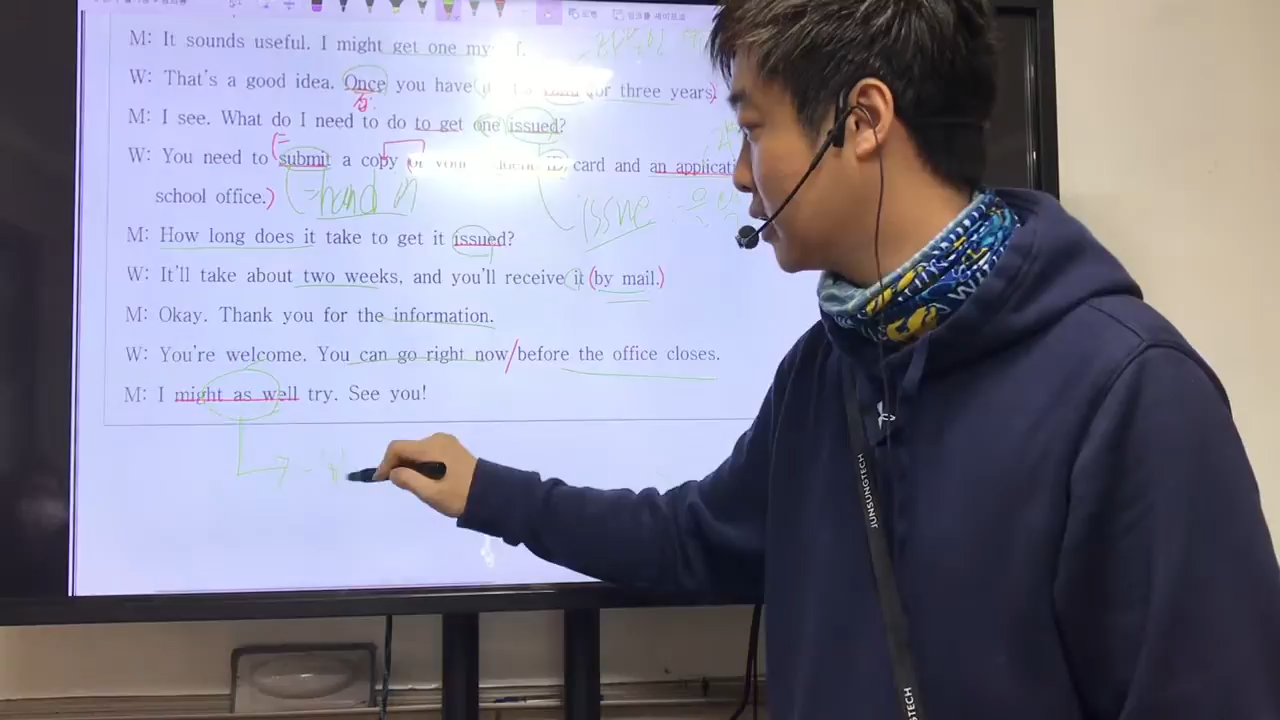 M: It sounds useful. I might get one my f.
W: That's a good idea. Once you have for three years)
M: I see. What do I need to do to get one issued?
W: You need to (submit a copy card and an applicati
= hand in
issue
school office.)
M: How long does it take to get it issued?
W: It'll take about two weeks, and you'll receive it (by mail.)
M: Okay. Thank you for the information.
W: You're welcome. You can go right now/before the office closes.
M: I might as well try. See you!
JUNSUNGTECH
GTECH